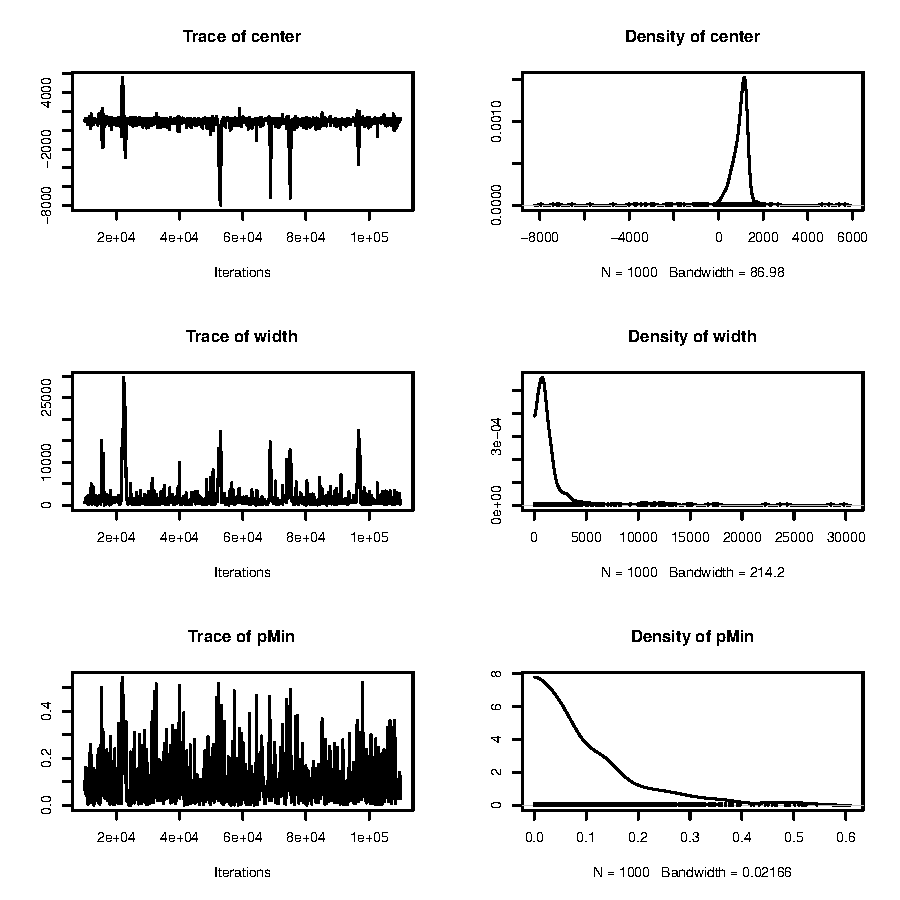 Trace of center
Density of center
−8000
−2000
4000
2e+04 4e+04 6e+04 8e+04 1e+05
Iterations
0.0000
0.0010
−8000 −4000 0 2000 4000 6000
N = 1000 Bandwidth = 86.98
Trace of width
Density of width
0
10000
25000
2e+04 4e+04 6e+04 8e+04 1e+05
Iterations
0e+00
3e−04
0 5000 10000 15000 20000 25000 30000
N = 1000 Bandwidth = 214.2
Trace of pMin
Density of pMin
0.0
0.2
0.4
2e+04 4e+04 6e+04 8e+04 1e+05
Iterations
0
2
4
6
8
0.0 0.1 0.2 0.3 0.4 0.5 0.6
N = 1000 Bandwidth = 0.02166